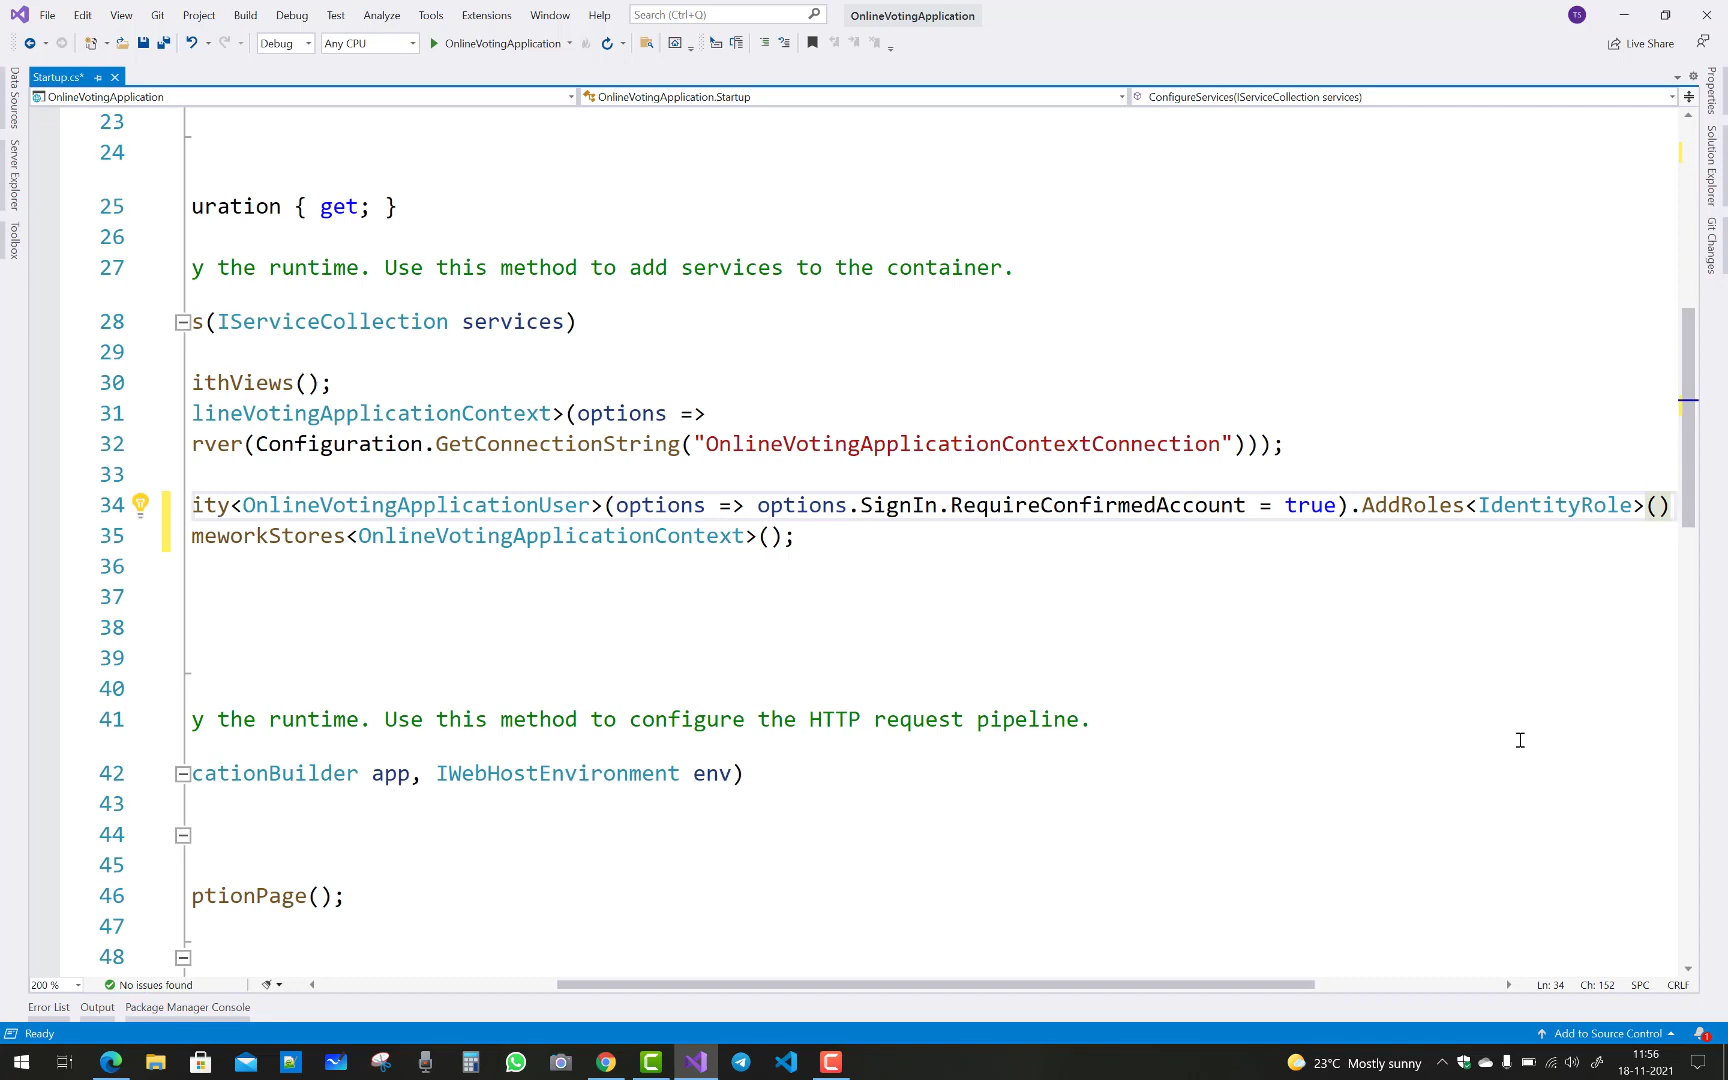 File Edit View Git Project Build Debug Test Analyze Tools Extensions Window Help Search (Ctrl+Q) OnlineVotingApplication TS
Debug Any CPU OnlineVotingApplication Live Share
Startup.cs*
OnlineVotingApplication OnlineVotingApplication.Startup ConfigureServices(IServiceCollection services)
Data Sources
Server Explorer
Toolbox
Properties
Solution Explorer
Git Changes
23
24
25 uration { get; }
26
27 y the runtime. Use this method to add services to the container.
28 s(IServiceCollection services)
29
30 ithViews();
31 lineVotingApplicationContext>(options =>
32 rver(Configuration.GetConnectionString("OnlineVotingApplicationContextConnection")));
33
34 ity<OnlineVotingApplicationUser>(options => options.SignIn.RequireConfirmedAccount = true).AddRoles<IdentityRole>()
35 meworkStores<OnlineVotingApplicationContext>();
36
37
38
39
40
41 y the runtime. Use this method to configure the HTTP request pipeline.
42 cationBuilder app, IWebHostEnvironment env)
43
44
45
46 ptionPage();
47
48
200 % No issues found Ln: 34 Ch: 152 SPC CRLF
Error List Output Package Manager Console
Ready Add to Source Control 1
23°C Mostly sunny 11:56
18-11-2021